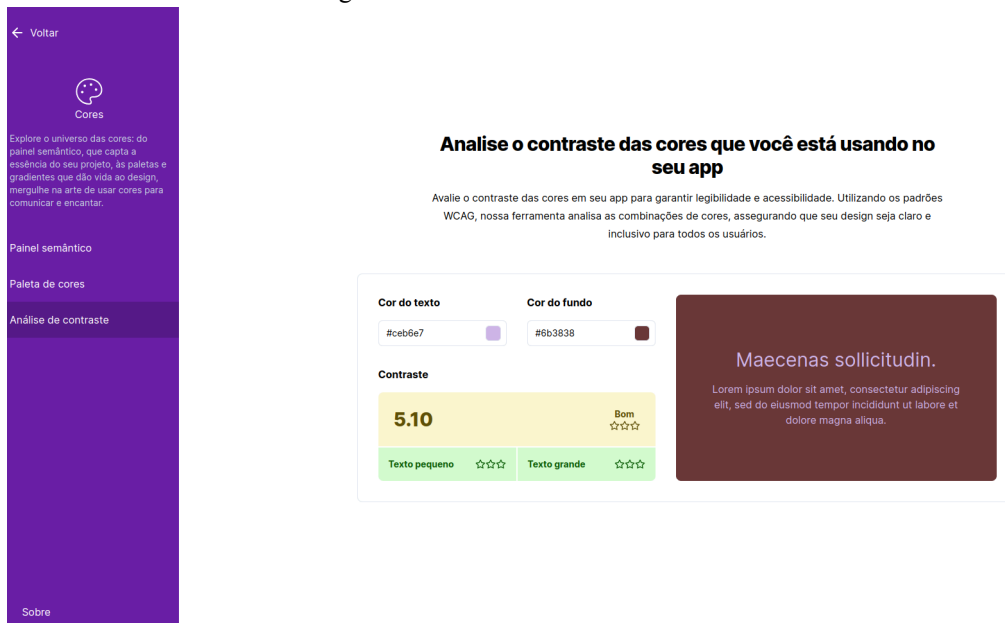 Voltar
Cores
Explore o universo das cores: do
painel semântico, que capta a
essência do seu projeto, às paletas e
gradientes que dão vida ao design,
mergulhe na arte de usar cores para
comunicar e encantar.
Painel semântico
Paleta de cores
Análise de contraste
Sobre
Analise o contraste das cores que você está usando no
seu app
Avalie o contraste das cores em seu app para garantir legibilidade e acessibilidade. Utilizando os padrões
WCAG, nossa ferramenta analisa as combinações de cores, assegurando que seu design seja claro e
inclusivo para todos os usuários.
Cor do texto
Cor do fundo
#ceb6e7
#6b3838
Contraste
5.10
Bom
Texto pequeno
Texto grande
Maecenas sollicitudin.
Lorem ipsum dolor sit amet, consectetur adipiscing
elit, sed do eiusmod tempor incididunt ut labore et
dolore magna aliqua.